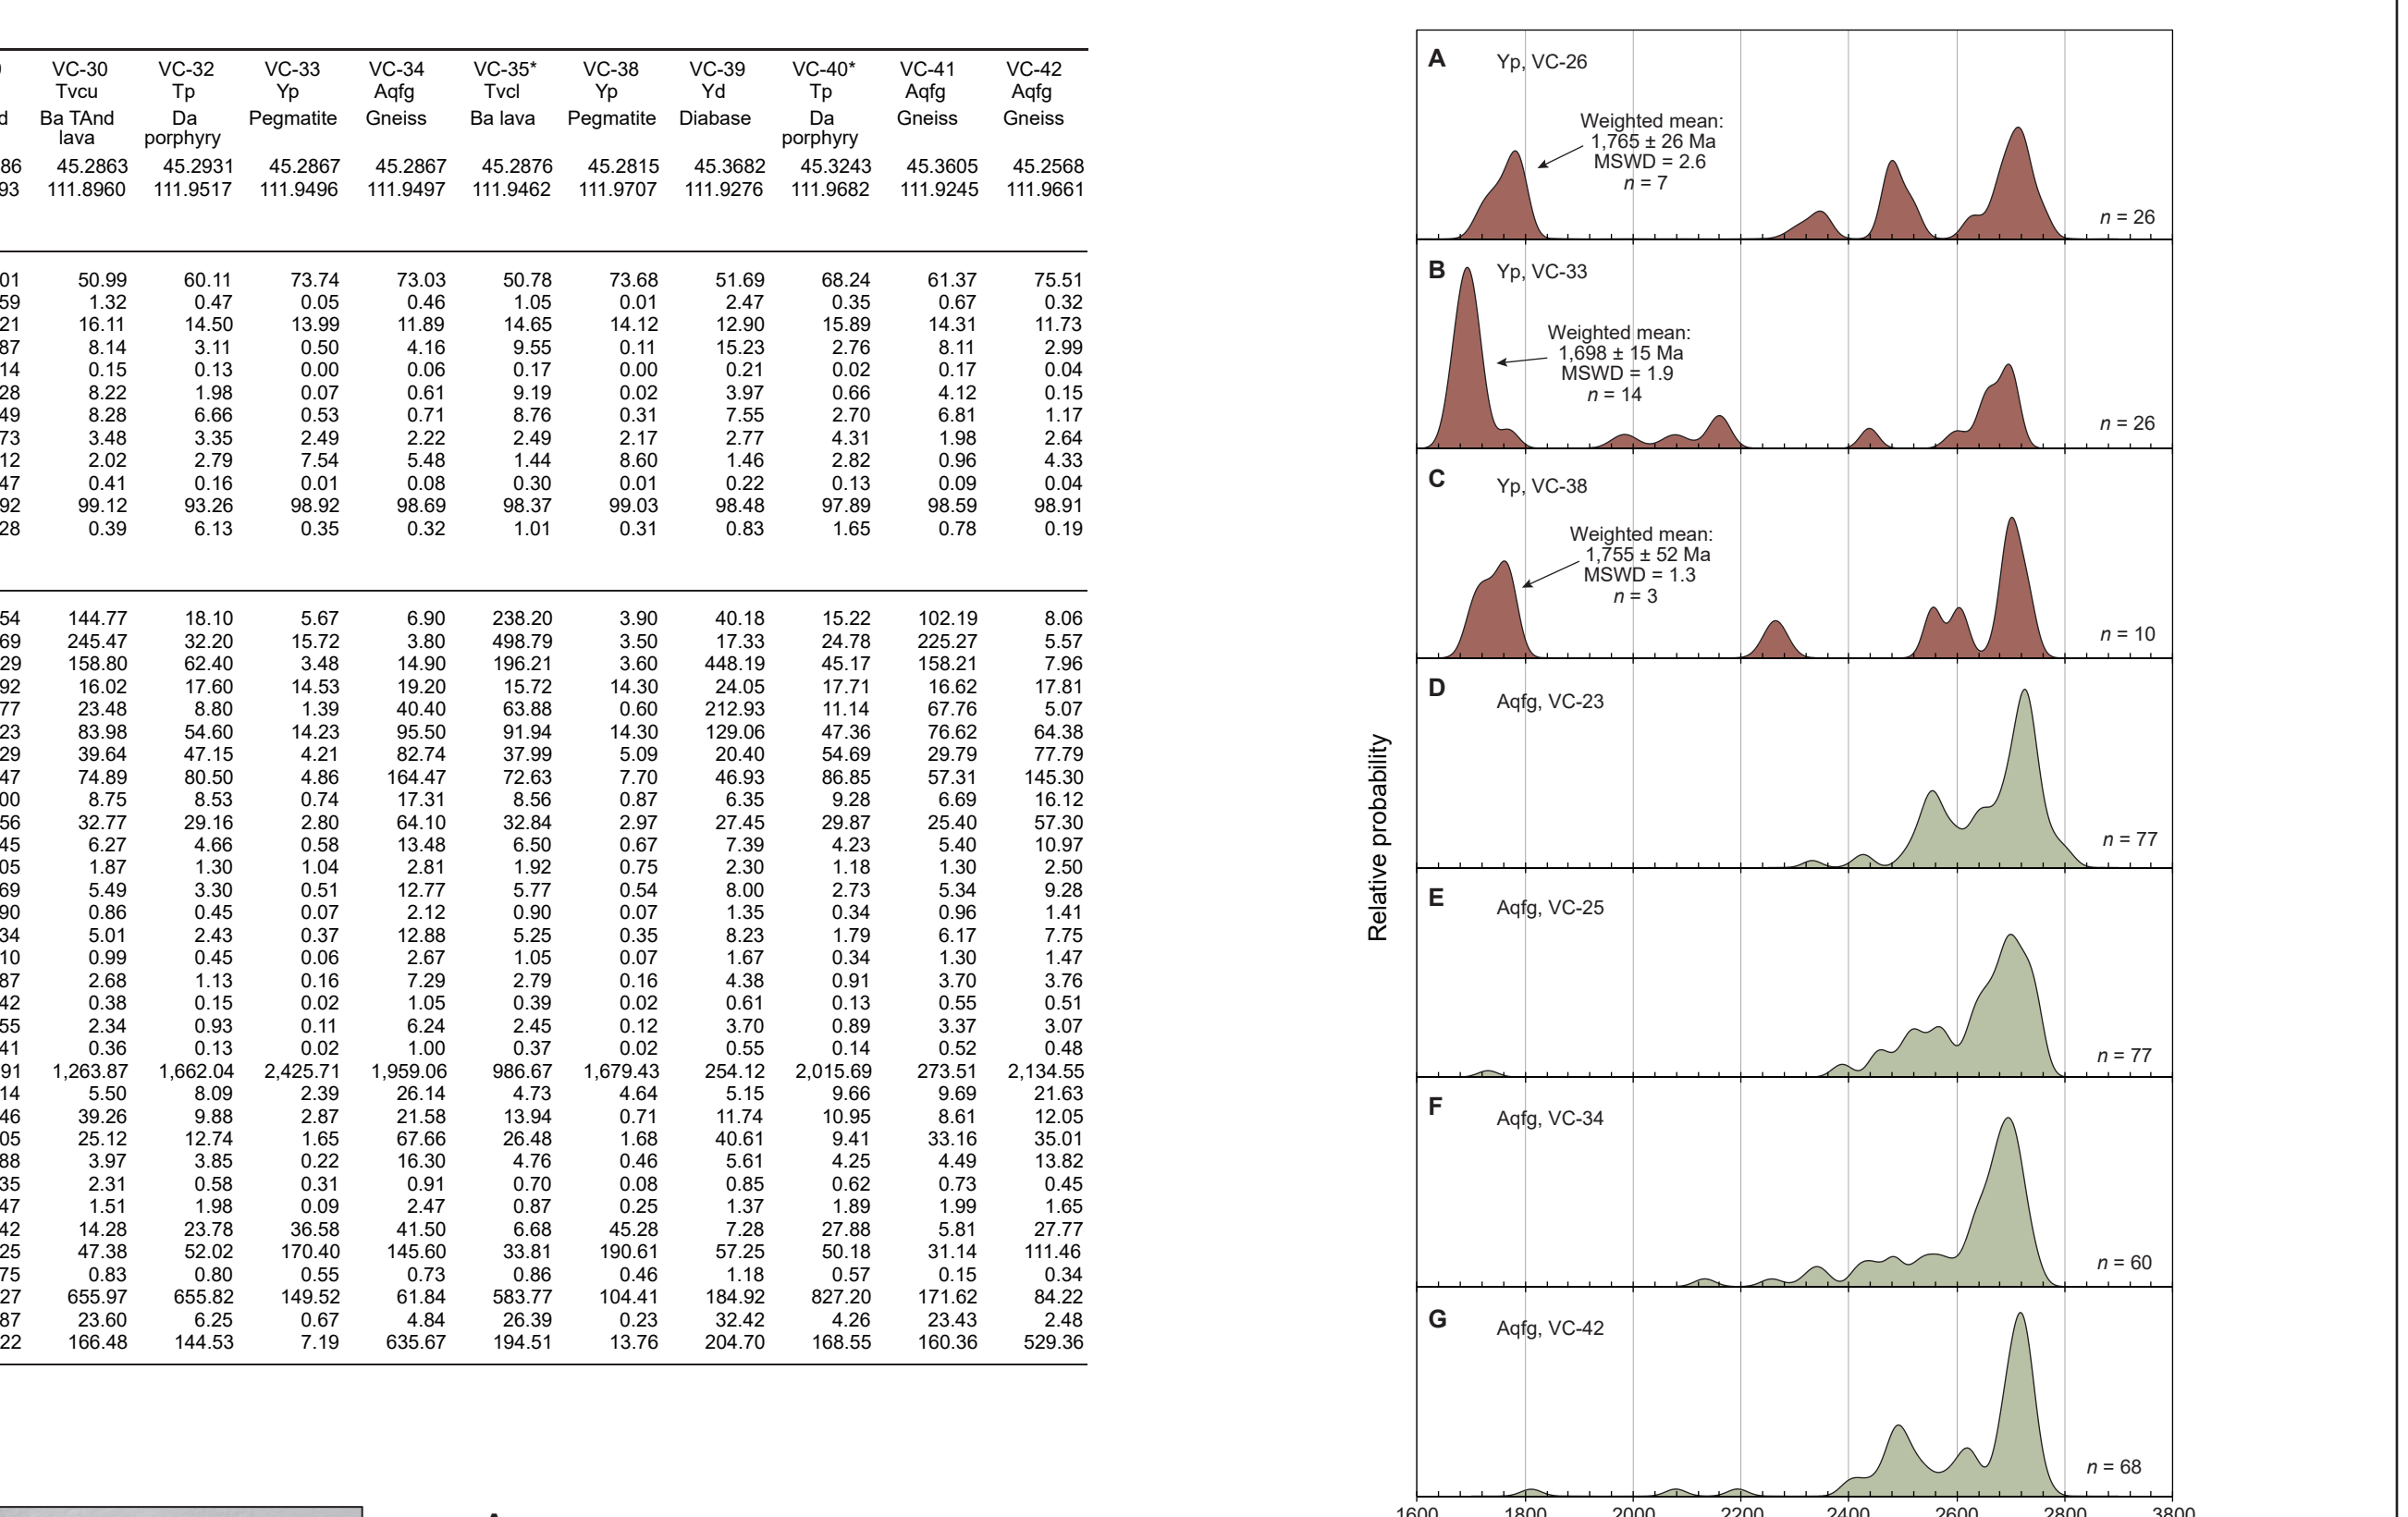 VC-30 VC-32 VC-33 VC-34 VC-35* VC-38 VC-39 VC-40* VC-41 VC-42
Tvcu Tp Yp Aqfg Tvcl Yp Yd Tp Aqfg Aqfg
d Ba TAnd Da Pegmatite Gneiss Ba lava Pegmatite Diabase Da Gneiss Gneiss
lava porphyry porphyry
86 45.2863 45.2931 45.2867 45.2867 45.2876 45.2815 45.3682 45.3243 45.3605 45.2568
93 111.8960 111.9517 111.9496 111.9497 111.9462 111.9707 111.9276 111.9682 111.9245 111.9661
01 50.99 60.11 73.74 73.03 50.78 73.68 51.69 68.24 61.37 75.51
59 1.32 0.47 0.05 0.46 1.05 0.01 2.47 0.35 0.67 0.32
21 16.11 14.50 13.99 11.89 14.65 14.12 12.90 15.89 14.31 11.73
87 8.14 3.11 0.50 4.16 9.55 0.11 15.23 2.76 8.11 2.99
14 0.15 0.13 0.00 0.06 0.17 0.00 0.21 0.02 0.17 0.04
28 8.22 1.98 0.07 0.61 9.19 0.02 3.97 0.66 4.12 0.15
49 8.28 6.66 0.53 0.71 8.76 0.31 7.55 2.70 6.81 1.17
73 3.48 3.35 2.49 2.22 2.49 2.17 2.77 4.31 1.98 2.64
12 2.02 2.79 7.54 5.48 1.44 8.60 1.46 2.82 0.96 4.33
47 0.41 0.16 0.01 0.08 0.30 0.01 0.22 0.13 0.09 0.04
92 99.12 93.26 98.92 98.69 98.37 99.03 98.48 97.89 98.59 98.91
28 0.39 6.13 0.35 0.32 1.01 0.31 0.83 1.65 0.78 0.19
54 144.77 18.10 5.67 6.90 238.20 3.90 40.18 15.22 102.19 8.06
69 245.47 32.20 15.72 3.80 498.79 3.50 17.33 24.78 225.27 5.57
29 158.80 62.40 3.48 14.90 196.21 3.60 448.19 45.17 158.21 7.96
92 16.02 17.60 14.53 19.20 15.72 14.30 24.05 17.71 16.62 17.81
77 23.48 8.80 1.39 40.40 63.88 0.60 212.93 11.14 67.76 5.07
23 83.98 54.60 14.23 95.50 91.94 14.30 129.06 47.36 76.62 64.38
29 39.64 47.15 4.21 82.74 37.99 5.09 20.40 54.69 29.79 77.79
47 74.89 80.50 4.86 164.47 72.63 7.70 46.93 86.85 57.31 145.30
00 8.75 8.53 0.74 17.31 8.56 0.87 6.35 9.28 6.69 16.12
56 32.77 29.16 2.80 64.10 32.84 2.97 27.45 29.87 25.40 57.30
45 6.27 4.66 0.58 13.48 6.50 0.67 7.39 4.23 5.40 10.97
05 1.87 1.30 1.04 2.81 1.92 0.75 2.30 1.18 1.30 2.50
69 5.49 3.30 0.51 12.77 5.77 0.54 8.00 2.73 5.34 9.28
90 0.86 0.45 0.07 2.12 0.90 0.07 1.35 0.34 0.96 1.41
34 5.01 2.43 0.37 12.88 5.25 0.35 8.23 1.79 6.17 7.75
10 0.99 0.45 0.06 2.67 1.05 0.07 1.67 0.34 1.30 1.47
87 2.68 1.13 0.16 7.29 2.79 0.16 4.38 0.91 3.70 3.76
42 0.38 0.15 0.02 1.05 0.39 0.02 0.61 0.13 0.55 0.51
55 2.34 0.93 0.11 6.24 2.45 0.12 3.70 0.89 3.37 3.07
41 0.36 0.13 0.02 1.00 0.37 0.02 0.55 0.14 0.52 0.48
91 1,263.87 1,662.04 2,425.71 1,959.06 986.67 1,679.43 254.12 2,015.69 273.51 2,134.55
14 5.50 8.09 2.39 26.14 4.73 4.64 5.15 9.66 9.69 21.63
46 39.26 9.88 2.87 21.58 13.94 0.71 11.74 10.95 8.61 12.05
05 25.12 12.74 1.65 67.66 26.48 1.68 40.61 9.41 33.16 35.01
88 3.97 3.85 0.22 16.30 4.76 0.46 5.61 4.25 4.49 13.82
35 2.31 0.58 0.31 0.91 0.70 0.08 0.85 0.62 0.73 0.45
47 1.51 1.98 0.09 2.47 0.87 0.25 1.37 1.89 1.99 1.65
42 14.28 23.78 36.58 41.50 6.68 45.28 7.28 27.88 5.81 27.77
25 47.38 52.02 170.40 145.60 33.81 190.61 57.25 50.18 31.14 111.46
75 0.83 0.80 0.55 0.73 0.86 0.46 1.18 0.57 0.15 0.34
27 655.97 655.82 149.52 61.84 583.77 104.41 184.92 827.20 171.62 84.22
87 23.60 6.25 0.67 4.84 26.39 0.23 32.42 4.26 23.43 2.48
22 166.48 144.53 7.19 635.67 194.51 13.76 204.70 168.55 160.36 529.36
A Yp, VC-26
Weighted mean:
1,765 ± 26 Ma
MSWD = 2.6
n = 7
n = 26
B Yp, VC-33
Weighted mean:
1,698 ± 15 Ma
MSWD = 1.9
n = 14
n = 26
C Yp, VC-38
Weighted mean:
1,755 ± 52 Ma
MSWD = 1.3
n = 3
n = 10
D Aqfg, VC-23
n = 77
Relative probability
E Aqfg, VC-25
n = 77
F Aqfg, VC-34
n = 60
G Aqfg, VC-42
n = 68
1600 1800 2000 2200 2400 2600 2800 3800